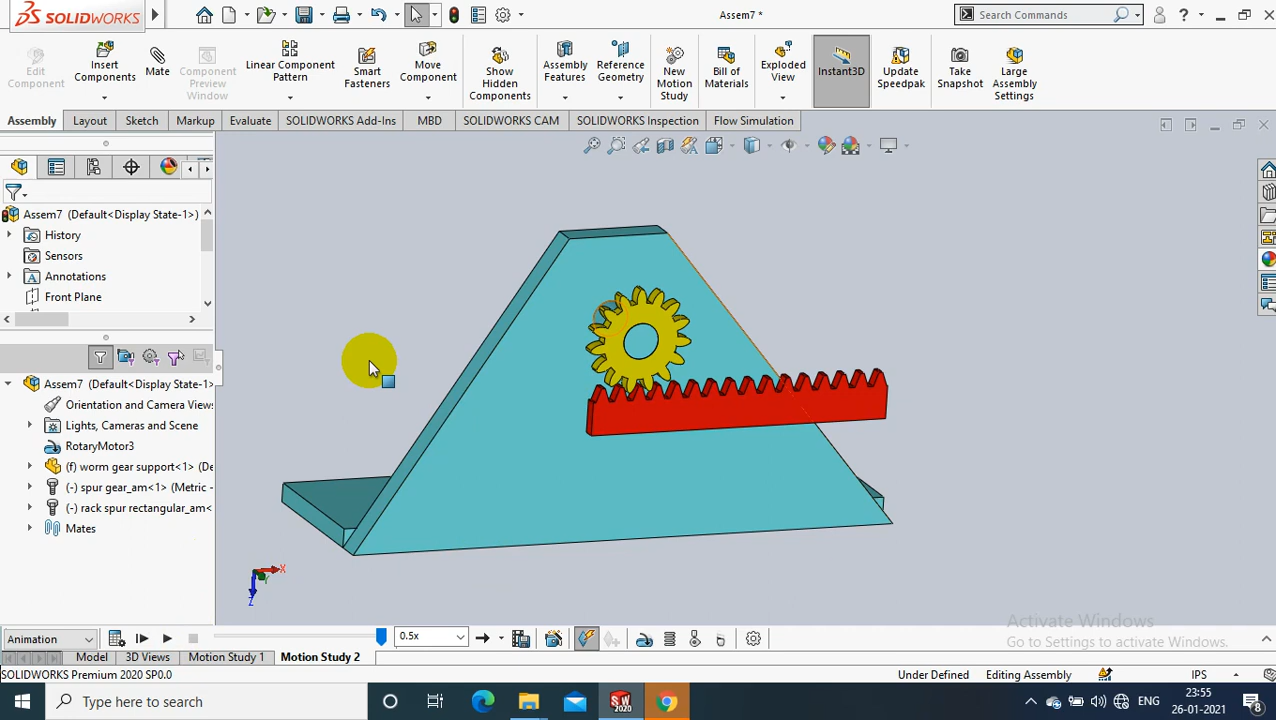 SOLIDWORKS
Assem7 *
Search Commands
Edit Component
Insert Components
Mate
Component Preview Window
Linear Component Pattern
Smart Fasteners
Move Component
Show Hidden Components
Assembly Features
Reference Geometry
New Motion Study
Bill of Materials
Exploded View
Instant3D
Update Speedpak
Take Snapshot
Large Assembly Settings
Assembly
Layout
Sketch
Markup
Evaluate
SOLIDWORKS Add-Ins
MBD
SOLIDWORKS CAM
SOLIDWORKS Inspection
Flow Simulation
Assem7 (Default<Display State-1>)
History
Sensors
Annotations
Front Plane
Assem7 (Default<Display State-1>
Orientation and Camera Views
Lights, Cameras and Scene
RotaryMotor3
(f) worm gear support<1> (De
(-) spur gear_am<1> (Metric -
(-) rack spur rectangular_am<
Mates
X
Y
Z
Activate Windows
Go to Settings to activate Windows.
Animation
0.5x
Model
3D Views
Motion Study 1
Motion Study 2
SOLIDWORKS Premium 2020 SP0.0
Under Defined
Editing Assembly
IPS
Type here to search
SW
2020
ENG
23:55
26-01-2021
8